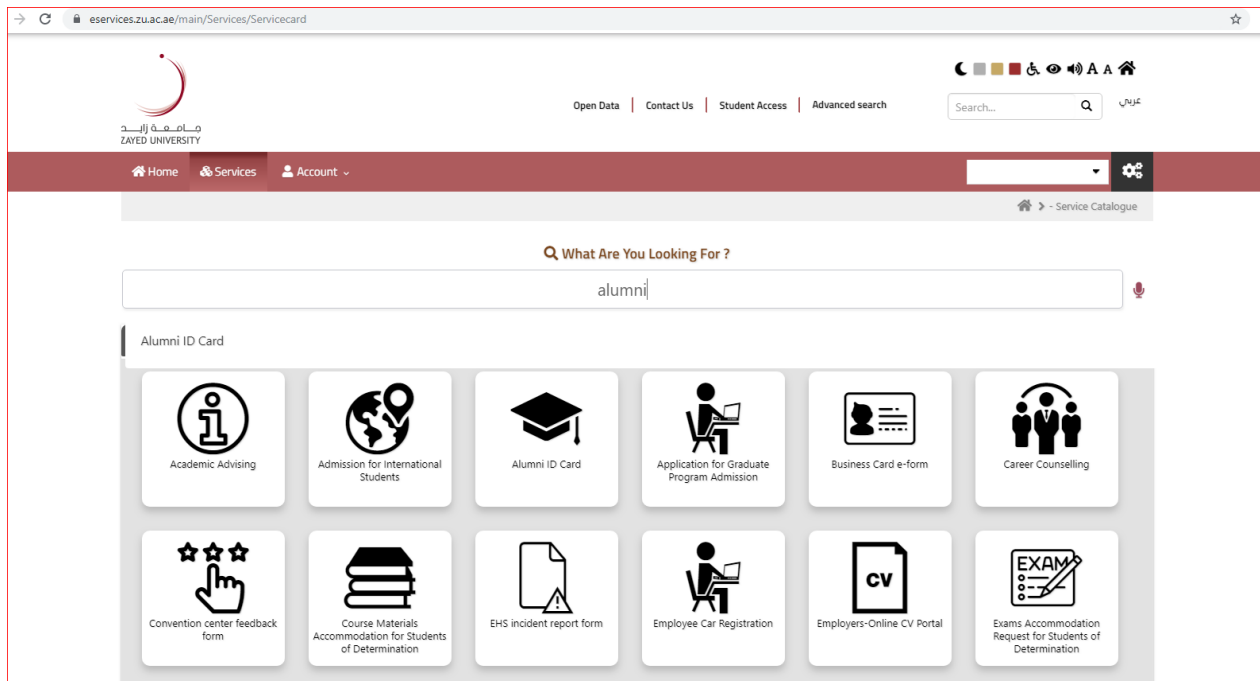 eservices.zu.ac.ae/main/Services/Servicecard
جـــامـــعـــة زايـــد
ZAYED UNIVERSITY
Open Data
Contact Us
Student Access
Advanced search
A A
Search...
عربي
Home
Services
Account
- Service Catalogue
What Are You Looking For ?
alumni
Alumni ID Card
Academic Advising
Admission for International
Students
Alumni ID Card
Application for Graduate
Program Admission
Business Card e-form
Career Counselling
Convention center feedback
form
Course Materials
Accommodation for Students
of Determination
EHS incident report form
Employee Car Registration
CV
Employers-Online CV Portal
EXAM
Exams Accommodation
Request for Students of
Determination